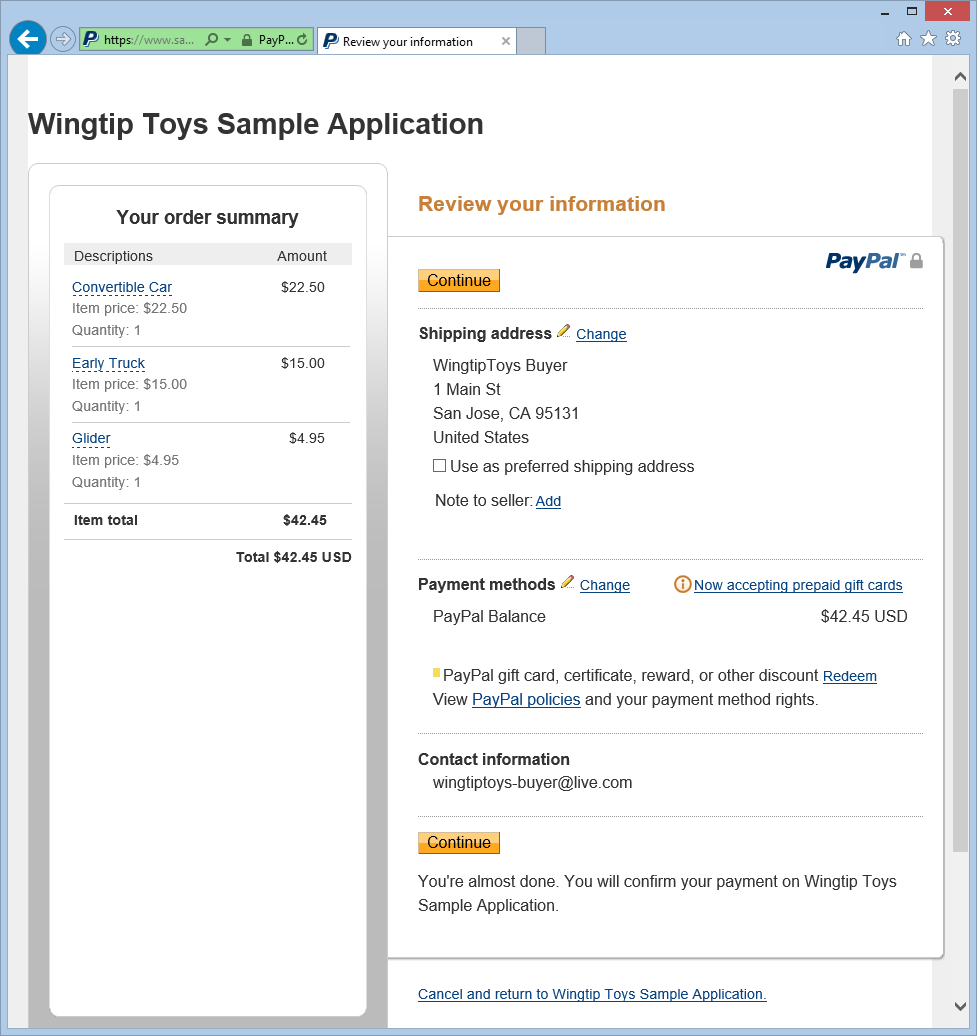 https://www.sa...
PayP...
Review your information
Wingtip Toys Sample Application
Your order summary
Descriptions Amount
Convertible Car $22.50
Item price: $22.50
Quantity: 1
Early Truck $15.00
Item price: $15.00
Quantity: 1
Glider $4.95
Item price: $4.95
Quantity: 1
Item total $42.45
Total $42.45 USD
Review your information
PayPal
Continue
Shipping address Change
WingtipToys Buyer
1 Main St
San Jose, CA 95131
United States
Use as preferred shipping address
Note to seller: Add
Payment methods Change Now accepting prepaid gift cards
PayPal Balance $42.45 USD
PayPal gift card, certificate, reward, or other discount Redeem
View PayPal policies and your payment method rights.
Contact information
wingtiptoys-buyer@live.com
Continue
You're almost done. You will confirm your payment on Wingtip Toys
Sample Application.
Cancel and return to Wingtip Toys Sample Application.